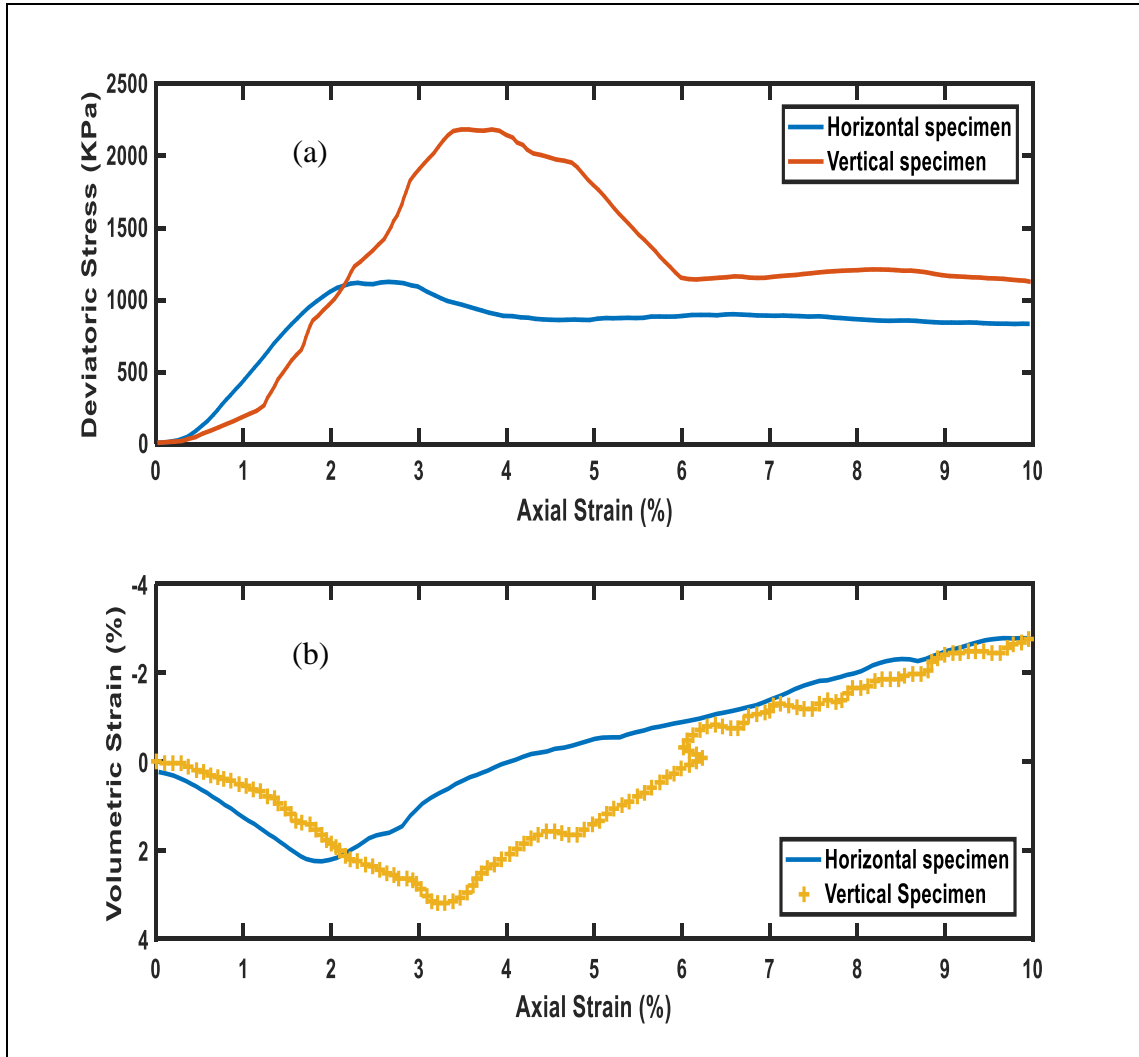 2500
2000
1500
1000
500
0
Deviatoric Stress (KPa)
(a)
Horizontal specimen
Vertical specimen
0 1 2 3 4 5 6 7 8 9 10
Axial Strain (%)
-4
-2
0
2
4
Volumetric Strain (%)
(b)
Horizontal specimen
Vertical Specimen
0 1 2 3 4 5 6 7 8 9 10
Axial Strain (%)